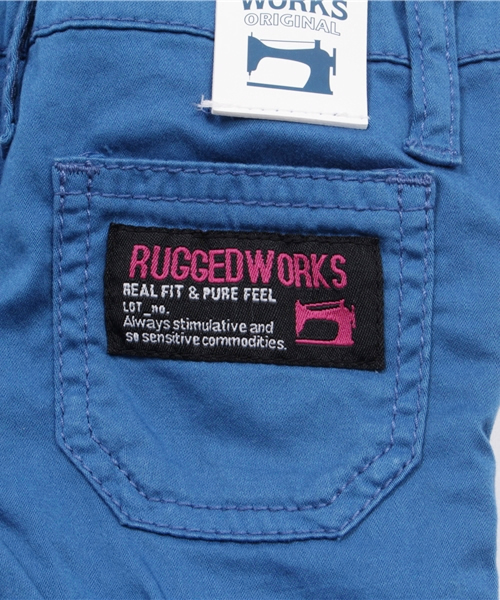 WORKS
ORIGINAL
RUGGEDWORKS
REAL FIT & PURE FEEL
LOT_no.
Always stimulative and
so sensitive commodities.